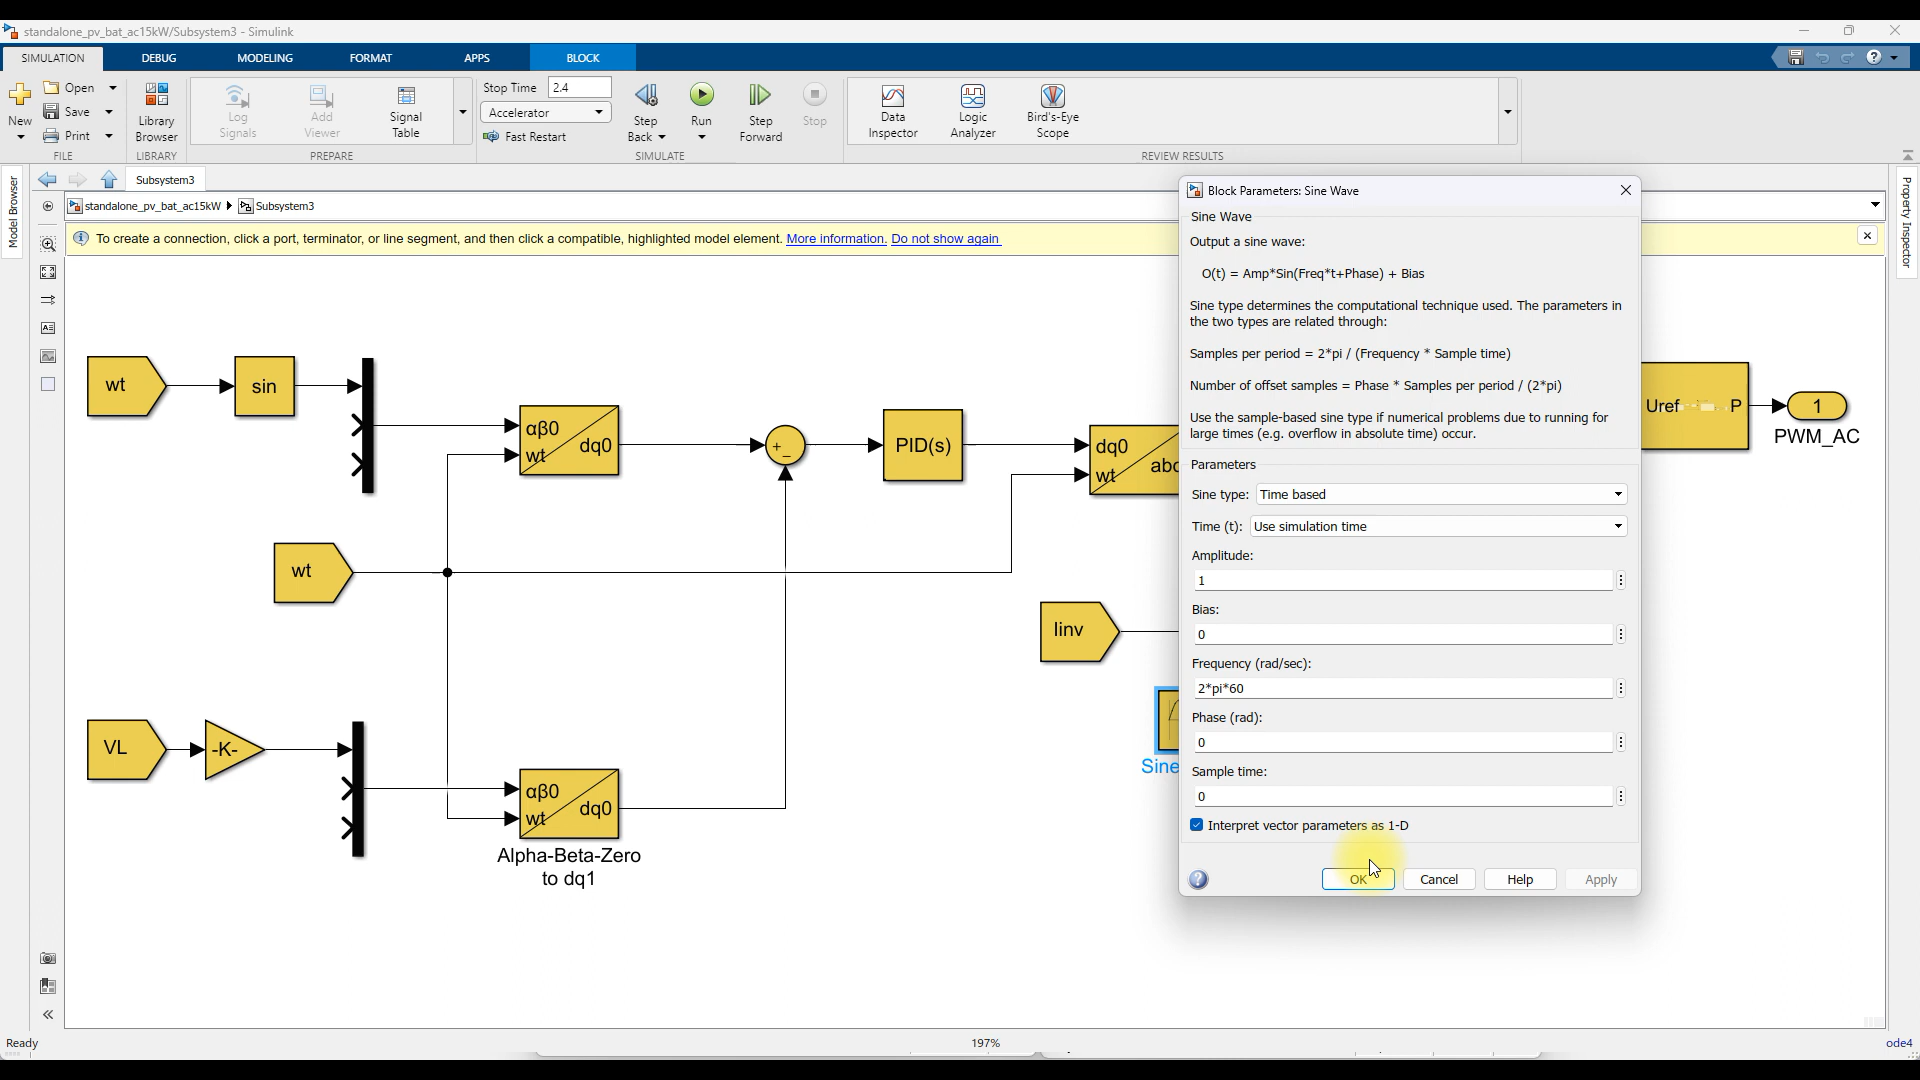 standalone_pv_bat_ac15kW/Subsystem3 - Simulink
SIMULATION DEBUG MODELING FORMAT APPS BLOCK
New
Open
Save
Print
FILE
Library
Browser
LIBRARY
Log
Signals
Add
Viewer
Signal
Table
PREPARE
Stop Time 2.4
Accelerator
Fast Restart
Step
Back
Run
Step
Forward
Stop
SIMULATE
Data
Inspector
Logic
Analyzer
Bird's-Eye
Scope
REVIEW RESULTS
Model Browser
Property Inspector
Subsystem3
standalone_pv_bat_ac15kW Subsystem3
To create a connection, click a port, terminator, or line segment, and then click a compatible, highlighted model element. More information. Do not show again
wt
sin
αβ0
wt
dq0
+
−
PID(s)
dq0
wt
abc
Uref P
1
PWM_AC
wt
Iinv
Sine
VL
-K-
αβ0
wt
dq0
Alpha-Beta-Zero
to dq1
Block Parameters: Sine Wave
Sine Wave
Output a sine wave:
O(t) = Amp*Sin(Freq*t+Phase) + Bias
Sine type determines the computational technique used. The parameters in
the two types are related through:
Samples per period = 2*pi / (Frequency * Sample time)
Number of offset samples = Phase * Samples per period / (2*pi)
Use the sample-based sine type if numerical problems due to running for
large times (e.g. overflow in absolute time) occur.
Parameters
Sine type: Time based
Time (t): Use simulation time
Amplitude:
1
Bias:
0
Frequency (rad/sec):
2*pi*60
Phase (rad):
0
Sample time:
0
Interpret vector parameters as 1-D
OK Cancel Help Apply
Ready 197% ode4